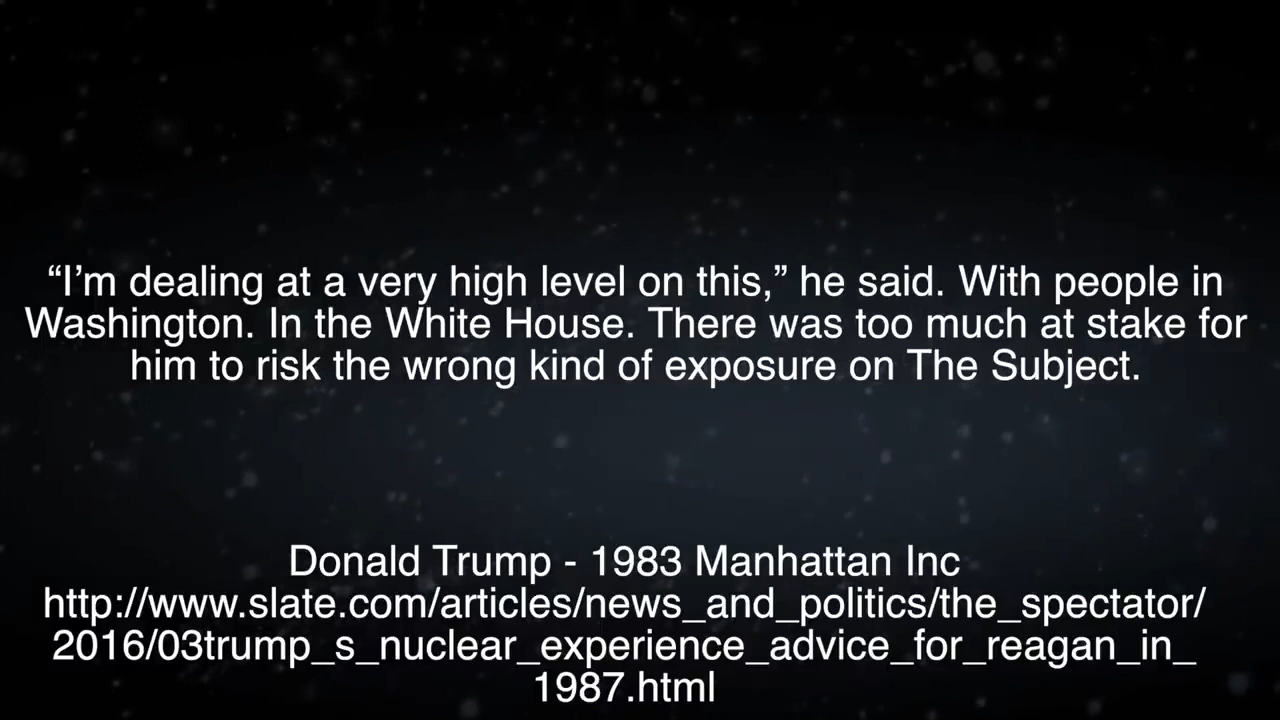 “I’m dealing at a very high level on this,” he said. With people in
Washington. In the White House. There was too much at stake for
him to risk the wrong kind of exposure on The Subject.
Donald Trump - 1983 Manhattan Inc
http://www.slate.com/articles/news_and_politics/the_spectator/
2016/03trump_s_nuclear_experience_advice_for_reagan_in_
1987.html